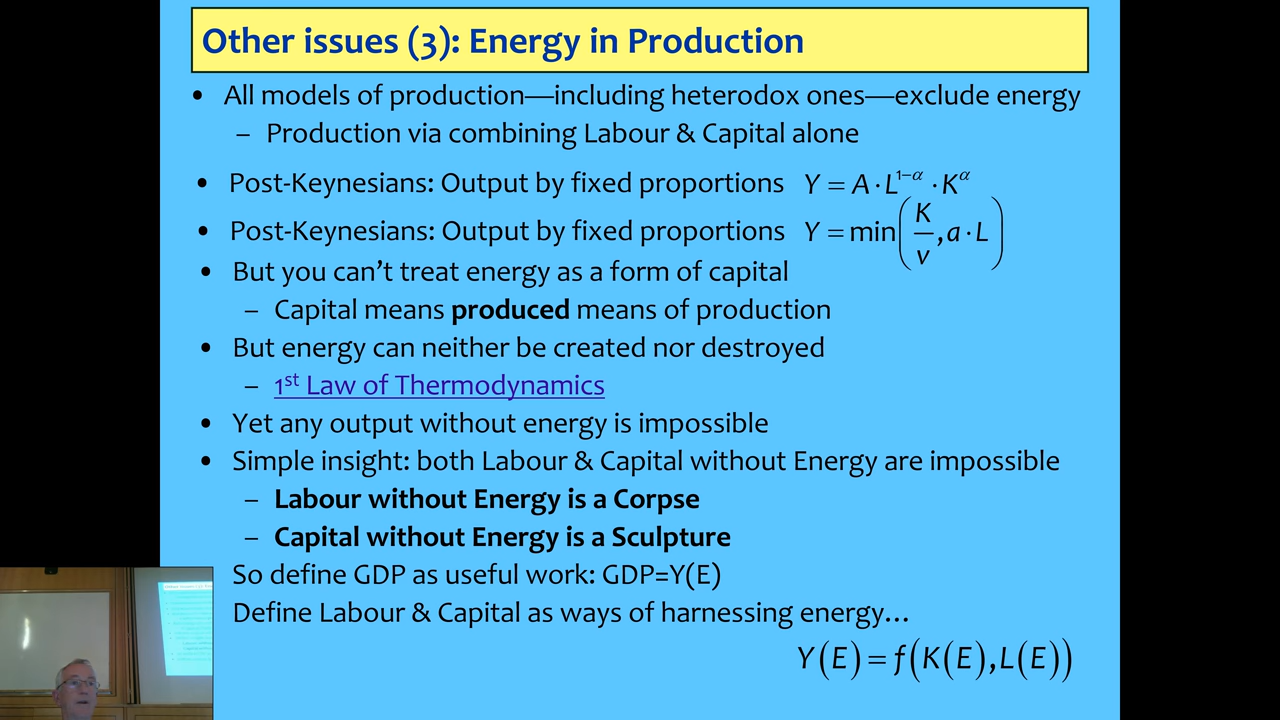 Other issues (3): Energy in Production
• All models of production—including heterodox ones—exclude energy
– Production via combining Labour & Capital alone
• Post-Keynesians: Output by fixed proportions Y = A·L^{1−α}·K^α
• Post-Keynesians: Output by fixed proportions Y = min(K/v, a·L)
• But you can't treat energy as a form of capital
– Capital means produced means of production
• But energy can neither be created nor destroyed
– 1st Law of Thermodynamics
• Yet any output without energy is impossible
• Simple insight: both Labour & Capital without Energy are impossible
– Labour without Energy is a Corpse
– Capital without Energy is a Sculpture
So define GDP as useful work: GDP=Y(E)
Define Labour & Capital as ways of harnessing energy…
Y(E) = f(K(E),L(E))